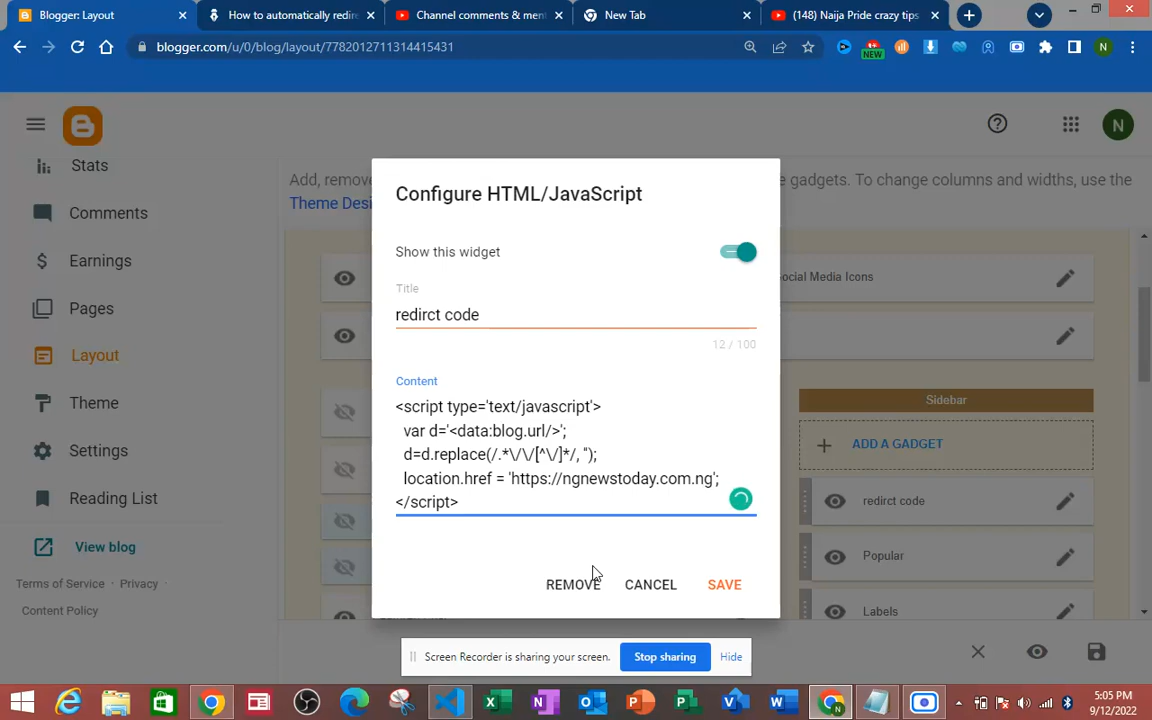 Blogger: Layout
How to automatically redire
Channel comments & ment
New Tab
(148) Naija Pride crazy tips
blogger.com/u/0/blog/layout/7782012711314415431
NEW
N
N
Stats
Comments
Earnings
Pages
Layout
Theme
Settings
Reading List
View blog
Terms of Service · Privacy ·
Content Policy
Add, remov
e gadgets. To change columns and widths, use the
Theme Desi
ocial Media Icons
Sidebar
ADD A GADGET
redirct code
Popular
Labels
Configure HTML/JavaScript
Show this widget
Title
redirct code
12 / 100
Content
<script type='text/javascript'>
var d='<data:blog.url/>';
d=d.replace(/.*\/\/[^\/]*/, '');
location.href = 'https://ngnewstoday.com.ng';
</script>
REMOVE
CANCEL
SAVE
Screen Recorder is sharing your screen.
Stop sharing
Hide
5:05 PM
9/12/2022